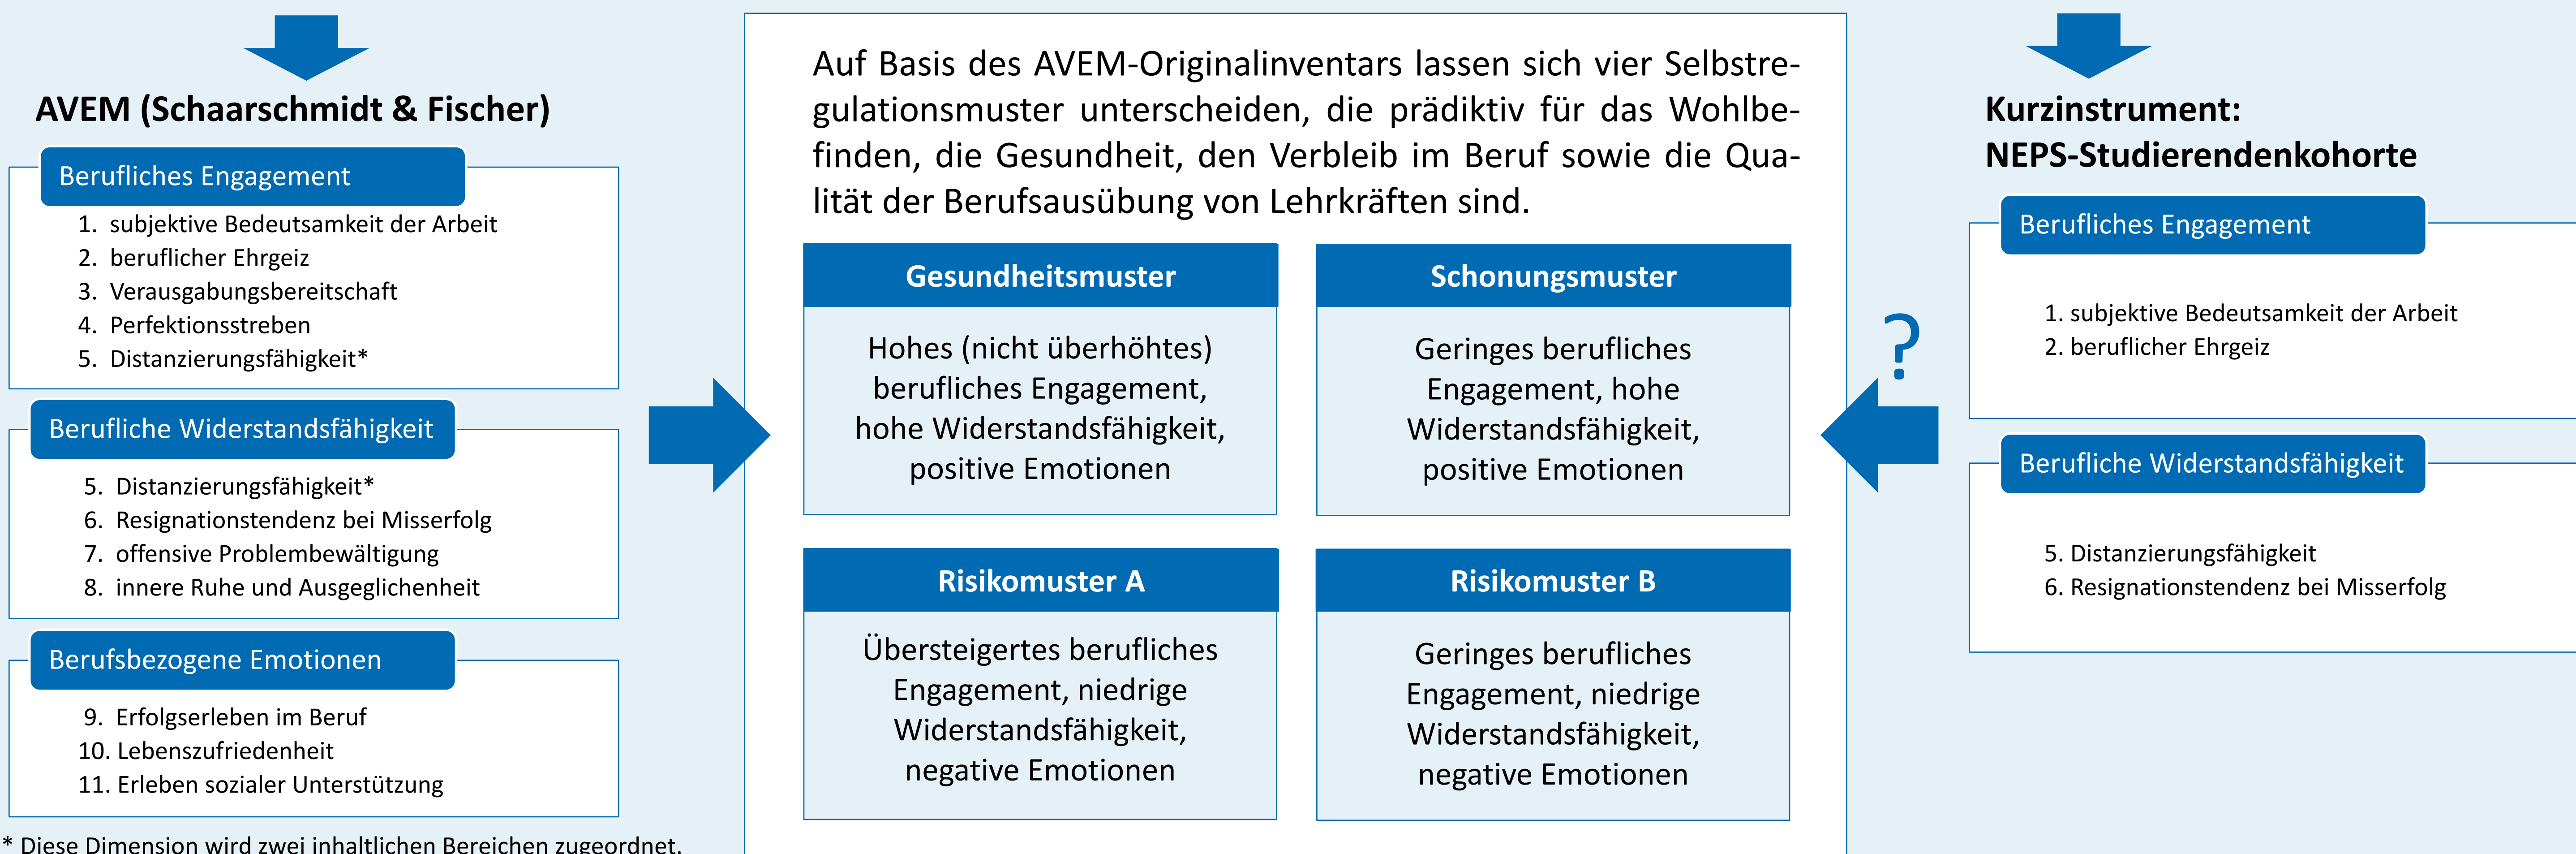 AVEM (Schaarschmidt & Fischer)
Berufliches Engagement
1. subjektive Bedeutsamkeit der Arbeit
2. beruflicher Ehrgeiz
3. Verausgabungsbereitschaft
4. Perfektionsstreben
5. Distanzierungsfähigkeit*
Berufliche Widerstandsfähigkeit
5. Distanzierungsfähigkeit*
6. Resignationstendenz bei Misserfolg
7. offensive Problembewältigung
8. innere Ruhe und Ausgeglichenheit
Berufsbezogene Emotionen
9. Erfolgserleben im Beruf
10. Lebenszufriedenheit
11. Erleben sozialer Unterstützung
* Diese Dimension wird zwei inhaltlichen Bereichen zugeordnet.
Auf Basis des AVEM-Originalinventars lassen sich vier Selbstre-
gulationsmuster unterscheiden, die prädiktiv für das Wohlbe-
finden, die Gesundheit, den Verbleib im Beruf sowie die Qua-
lität der Berufsausübung von Lehrkräften sind.
Gesundheitsmuster
Hohes (nicht überhöhtes)
berufliches Engagement,
hohe Widerstandsfähigkeit,
positive Emotionen
Schonungsmuster
Geringes berufliches
Engagement, hohe
Widerstandsfähigkeit,
positive Emotionen
Risikomuster A
Übersteigertes berufliches
Engagement, niedrige
Widerstandsfähigkeit,
negative Emotionen
Risikomuster B
Geringes berufliches
Engagement, niedrige
Widerstandsfähigkeit,
negative Emotionen
?
Kurzinstrument:
NEPS-Studierendenkohorte
Berufliches Engagement
1. subjektive Bedeutsamkeit der Arbeit
2. beruflicher Ehrgeiz
Berufliche Widerstandsfähigkeit
5. Distanzierungsfähigkeit
6. Resignationstendenz bei Misserfolg